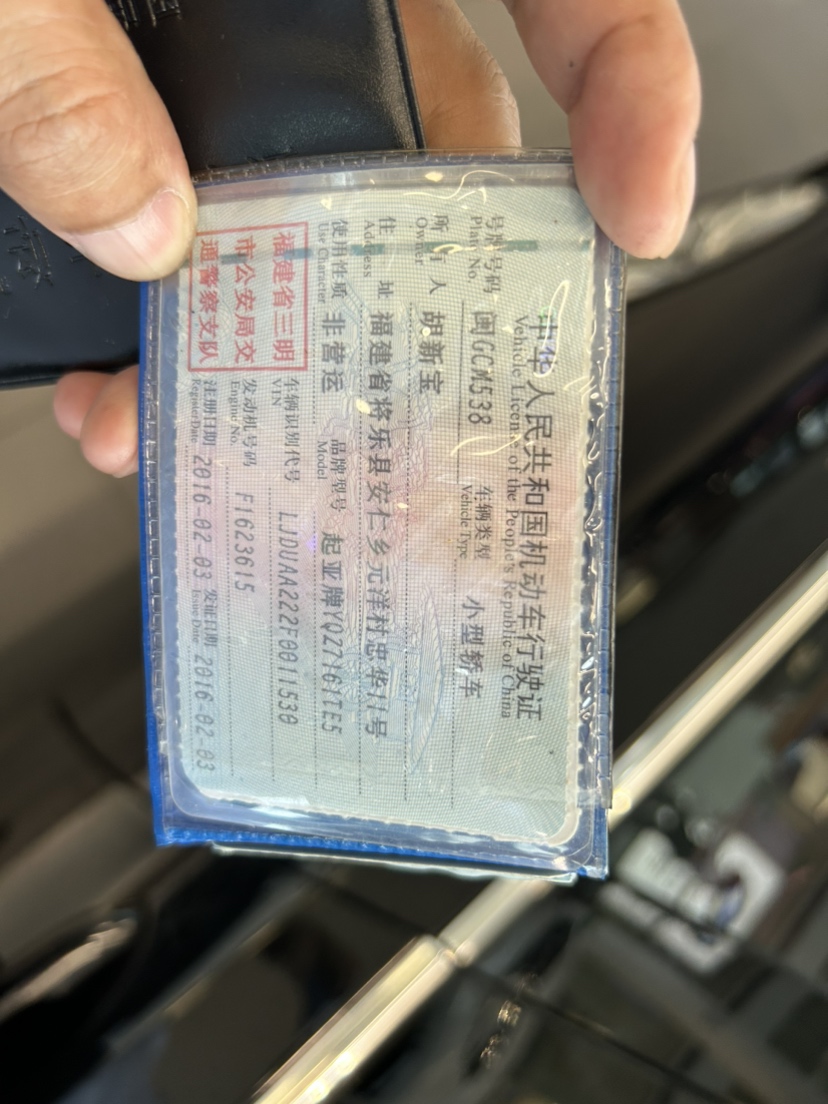 中华人民共和国机动车行驶证
Vehicle License of the People's Republic of China
号牌号码 闽GCM538 车辆类型 小型轿车
Plate No. Vehicle Type
所有人 胡新宝
Owner
住址 福建省将乐县安仁乡元洋村忠华11号
Address
使用性质 非营运 品牌型号 起亚牌YQZ7161TE5
Use Character Model
福建省三明
市公安局交
通警察支队
车辆识别代号 LJDUAA222F0011530
VIN
发动机号码 F1623615
Engine No.
注册日期 2016-02-03 发证日期 2016-02-03
Register Date Issue Date